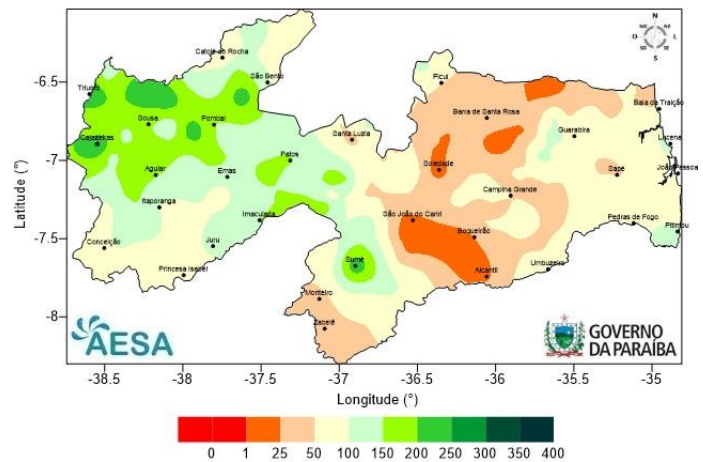 N
NO NE
O L
SO SE
S
Catolé do Rocha
São Bento
Picuí
Triunfo
Barra de Santa Rosa
Baía da Traição
Sousa
Pombal
Guarabira
Lucena
Cajazeiras
Santa Luzia
Patos
Soledade
João Pessoa
Aguiar
Emas
Sapé
Campina Grande
Itaporanga
Imaculada
São João do Cariri
Pedras de Fogo
Pitimbu
Boqueirão
Conceição
Juru
Princesa Isabel
Sumé
Umbuzeiro
Alcantil
Monteiro
Zabelê
-6.5
-7
-7.5
-8
Latitude (°)
AESA
GOVERNO
DA PARAÍBA
-38.5 -38 -37.5 -37 -36.5 -36 -35.5 -35
Longitude (°)
0 1 25 50 100 150 200 250 300 350 400